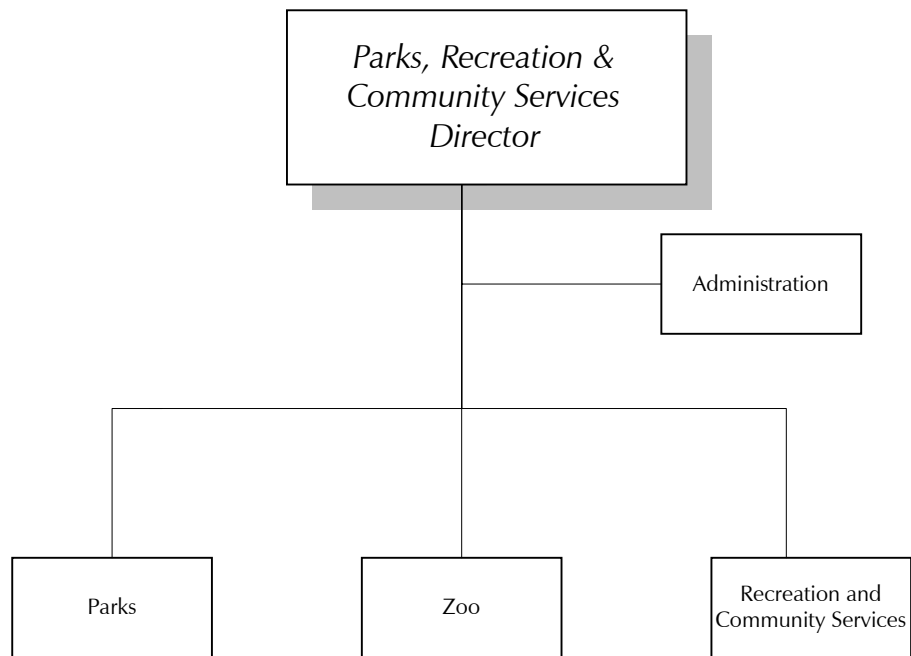 Parks, Recreation &
Community Services
Director
Administration
Parks
Zoo
Recreation and
Community Services